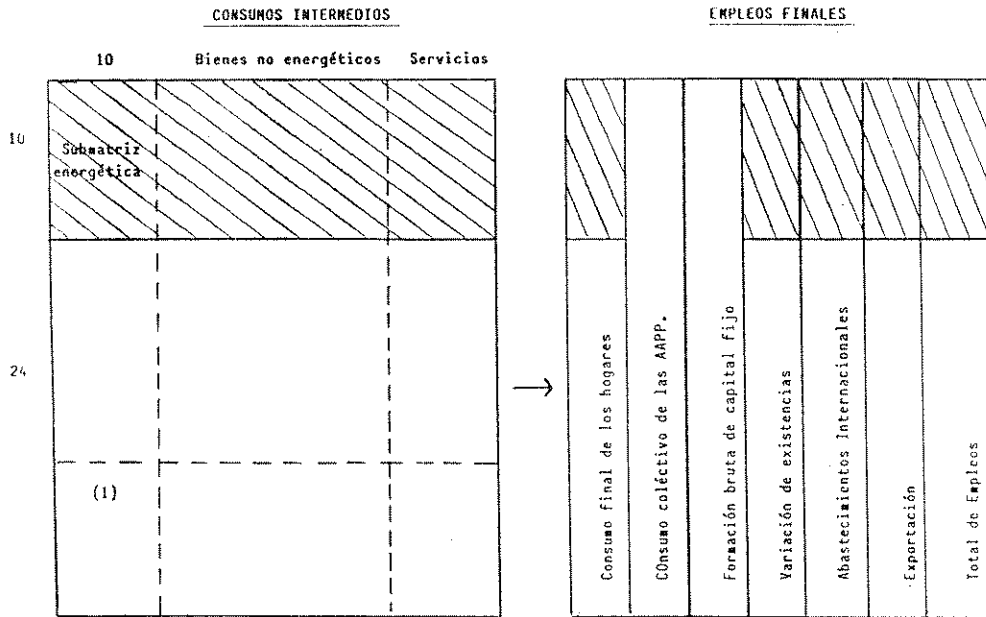 CONSUMOS INTERMEDIOS
EMPLEOS FINALES
10 Bienes no energéticos Servicios
10
Submatriz
energética
24
(1)
Consumo final de los hogares
COnsumo coléctivo de las AAPP.
Formación bruta de capital fijo
Variación de existencias
Abastecimientos Internacionales
Exportación
Total de Empleos